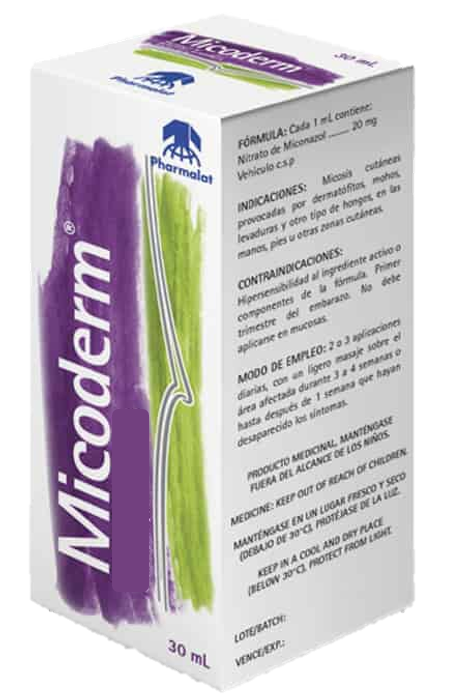 Micoderm
30 mL
Pharmalat
Pharmalat
Micoderm®
30 mL
FÓRMULA: Cada 1 mL contiene:
Nitrato de Miconazol ........ 20 mg
Vehículo c.s.p
INDICACIONES: Micosis cutáneas
provocadas por dermatófitos, mohos,
levaduras y otro tipo de hongos, en las
manos, pies u otras zonas cutáneas.
CONTRAINDICACIONES:
Hipersensibilidad al ingrediente activo o
componentes de la fórmula. Primer
trimestre del embarazo. No debe
aplicarse en mucosas.
MODO DE EMPLEO: 2 o 3 aplicaciones
diarias, con un ligero masaje sobre el
área afectada durante 3 a 4 semanas o
hasta después de 1 semana que hayan
desaparecido los síntomas.
PRODUCTO MEDICINAL, MANTÉNGASE
FUERA DEL ALCANCE DE LOS NIÑOS.
MEDICINE: KEEP OUT OF REACH OF CHILDREN.
MANTÉNGASE EN UN LUGAR FRESCO Y SECO
(DEBAJO DE 30°C), PROTÉJASE DE LA LUZ.
KEEP IN A COOL AND DRY PLACE
(BELOW 30°C), PROTECT FROM LIGHT.
LOTE/BATCH:
VENCE/EXP.: